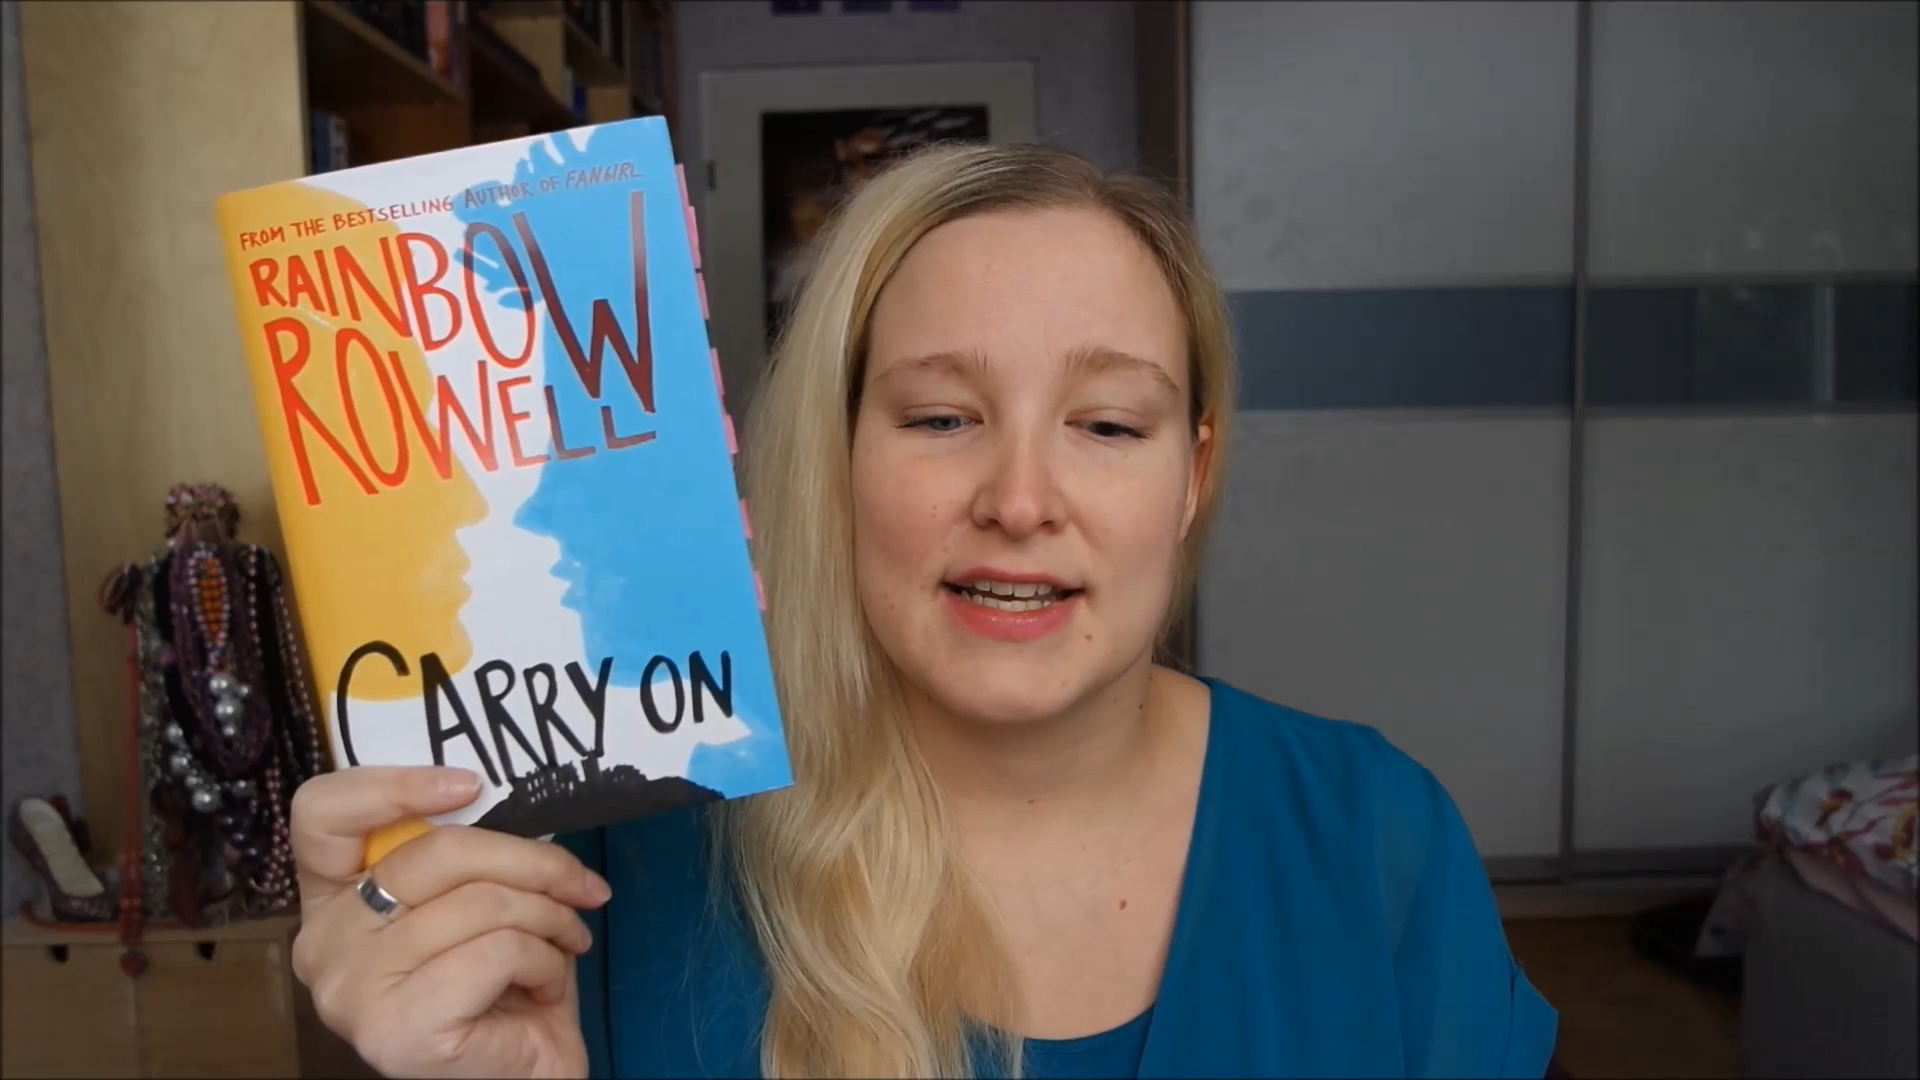 FROM THE BESTSELLING AUTHOR OF FANGIRL
RAINBOW
ROWELL
CARRY ON